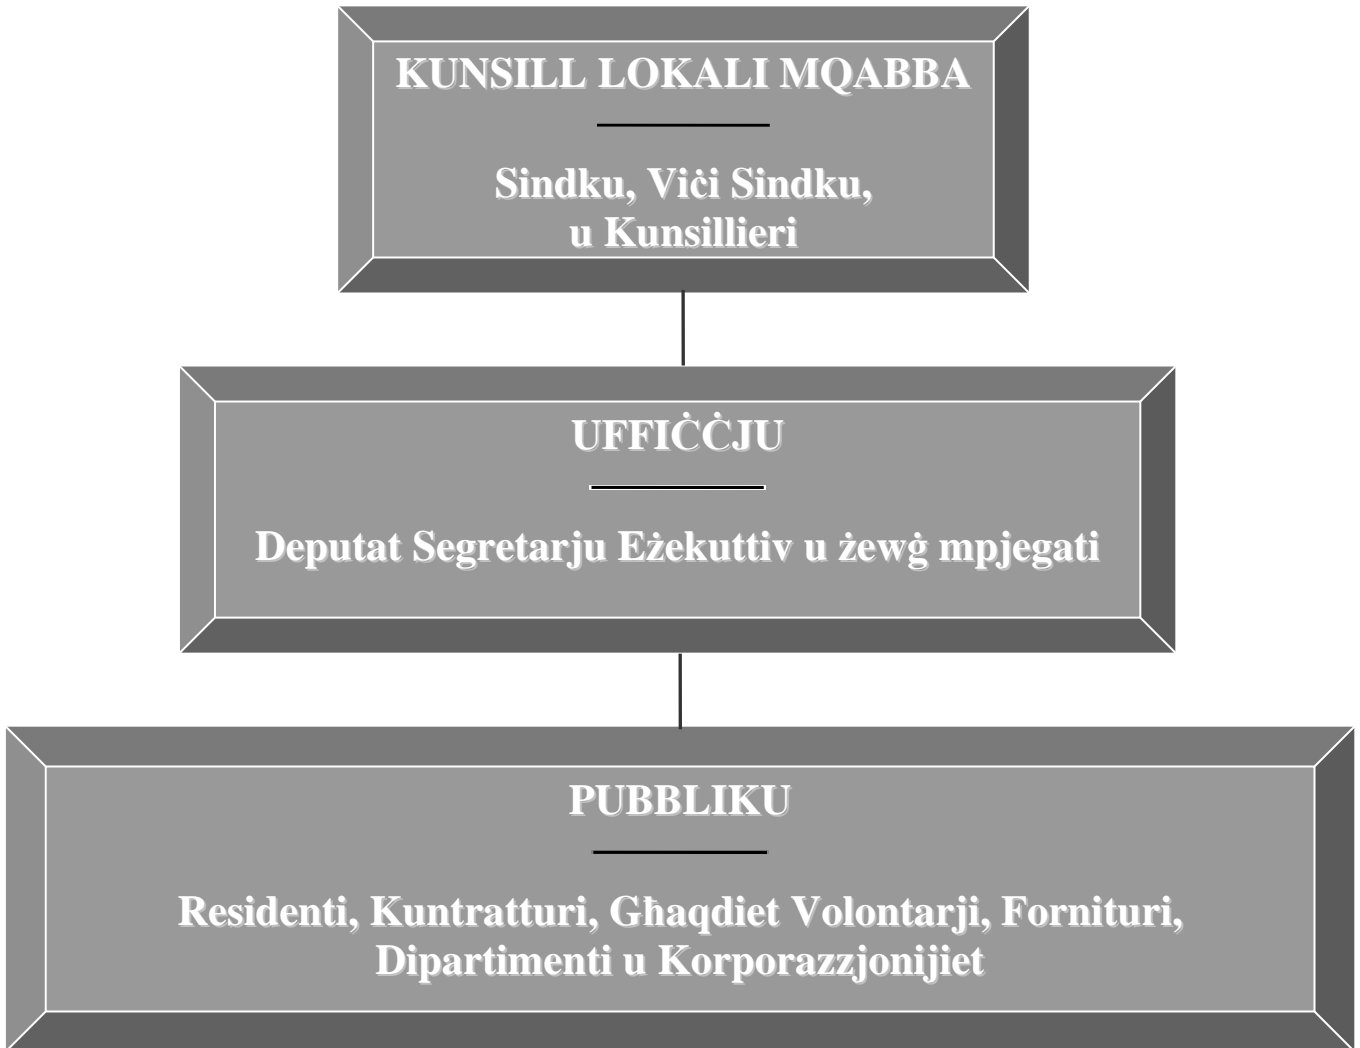 KUNSILL LOKALI MQABBA
Sindku, Viċi Sindku,
u Kunsillieri
UFFIĊĊJU
Deputat Segretarju Eżekuttiv u żewġ mpjegati
PUBBLIKU
Residenti, Kuntratturi, Għaqdiet Volontarji, Fornituri,
Dipartimenti u Korporazzjonijiet